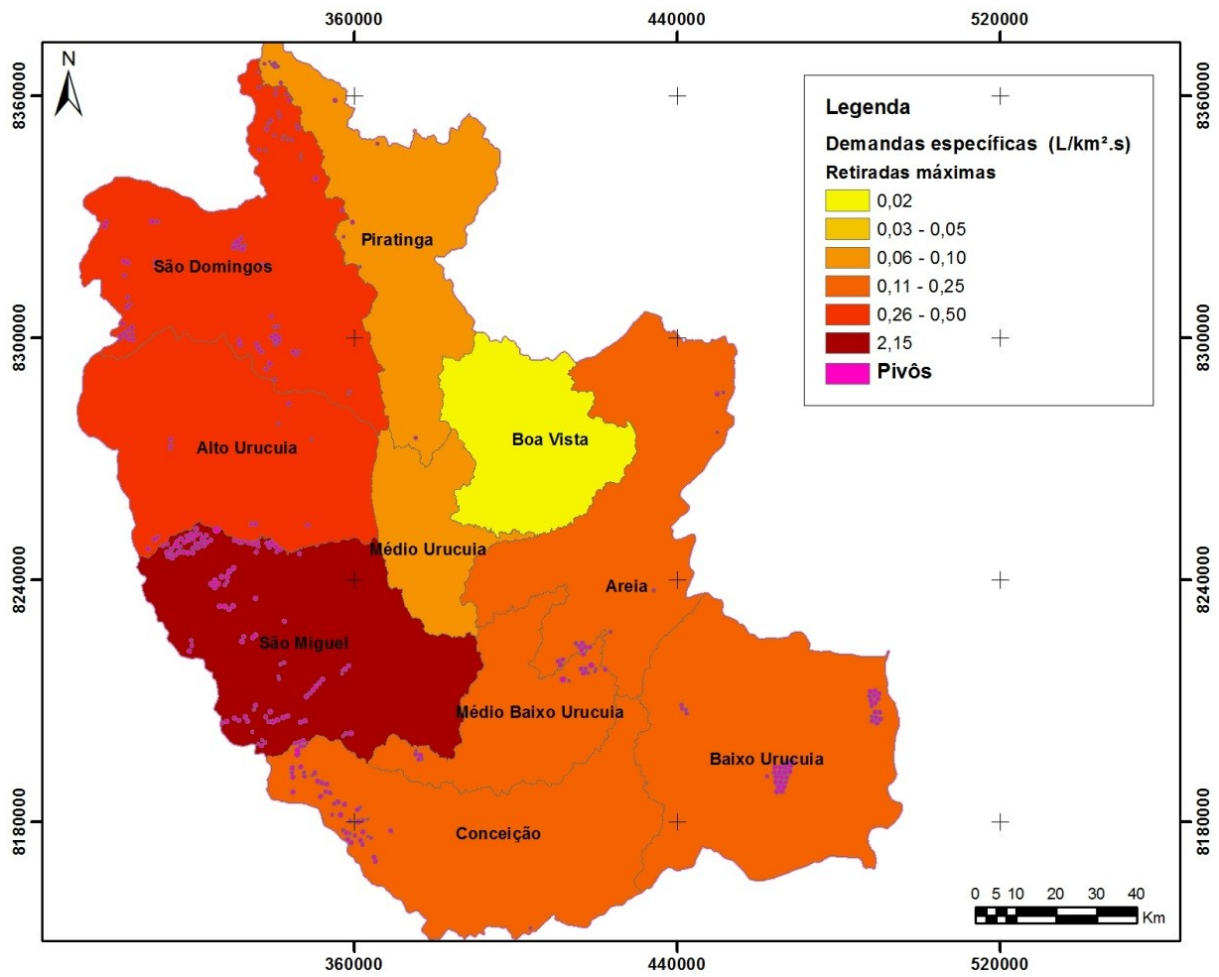 360000 440000 520000
N
8360000 8360000
Legenda
Demandas específicas (L/km².s)
Retiradas máximas
0,02
0,03 - 0,05
0,06 - 0,10
0,11 - 0,25
0,26 - 0,50
2,15
Pivôs
Piratinga
São Domingos
8300000 8300000
Boa Vista
Alto Urucuia
Médio Urucuia
8240000 8240000
Areia
São Miguel
Médio Baixo Urucuia
Baixo Urucuia
8180000 8180000
Conceição
0 5 10 20 30 40
Km
360000 440000 520000